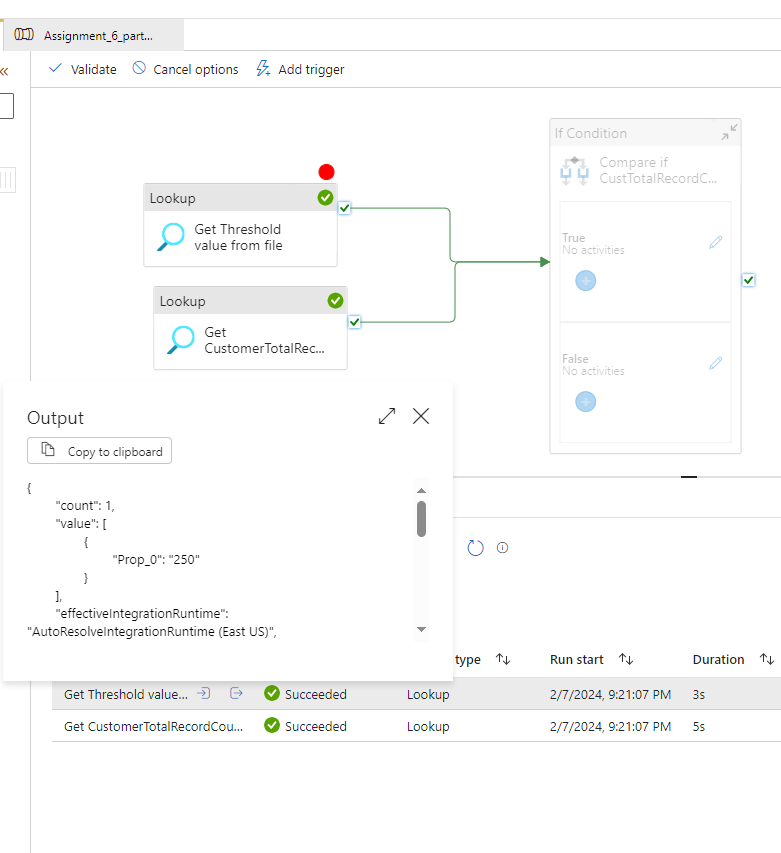 Assignment_6_part...
«
Validate
Cancel options
Add trigger
If Condition
Compare if
CustTotalRecordC...
Lookup
Get Threshold
value from file
True
No activities
Lookup
Get
CustomerTotalRec...
False
No activities
Output
Copy to clipboard
{
"count": 1,
"value": [
{
"Prop_0": "250"
}
],
"effectiveIntegrationRuntime":
"AutoResolveIntegrationRuntime (East US)",
type
Run start
Duration
Get Threshold value... Succeeded Lookup 2/7/2024, 9:21:07 PM 3s
Get CustomerTotalRecordCou... Succeeded Lookup 2/7/2024, 9:21:07 PM 5s